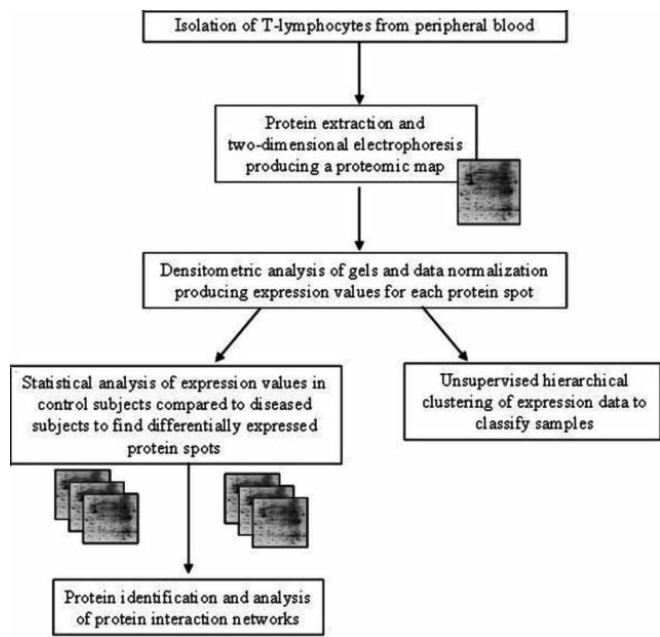 Isolation of T-lymphocytes from peripheral blood
Protein extraction and
two-dimensional electrophoresis
producing a proteomic map
Densitometric analysis of gels and data normalization
producing expression values for each protein spot
Statistical analysis of expression values in
control subjects compared to diseased
subjects to find differentially expressed
protein spots
Unsupervised hierarchical
clustering of expression data to
classify samples
Protein identification and analysis
of protein interaction networks